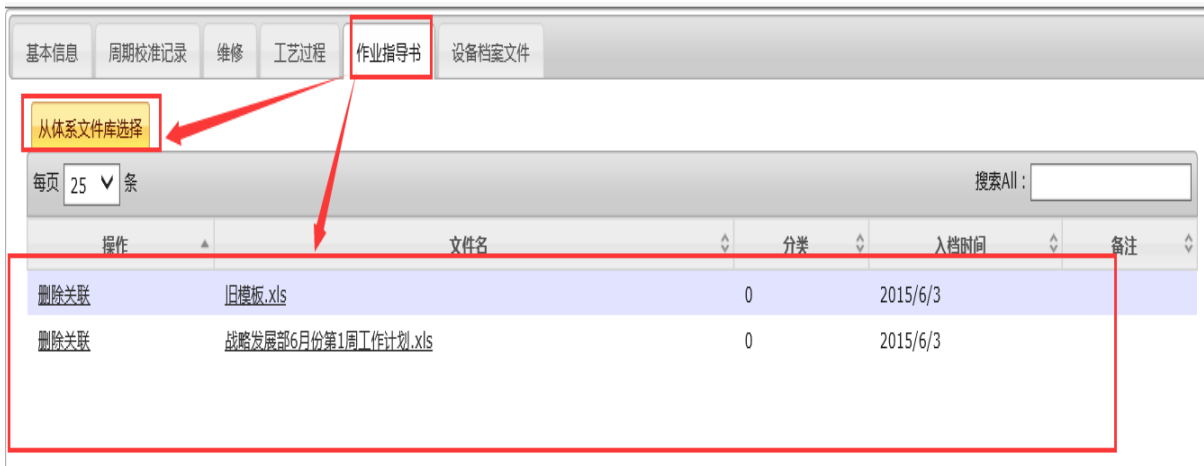 基本信息 周期校准记录 维修 工艺过程 作业指导书 设备档案文件
从体系文件库选择
每页 25 条 搜索All：
操作 文件名 分类 入档时间 备注
删除关联 旧模板.xls 0 2015/6/3
删除关联 战略发展部6月份第1周工作计划.xls 0 2015/6/3